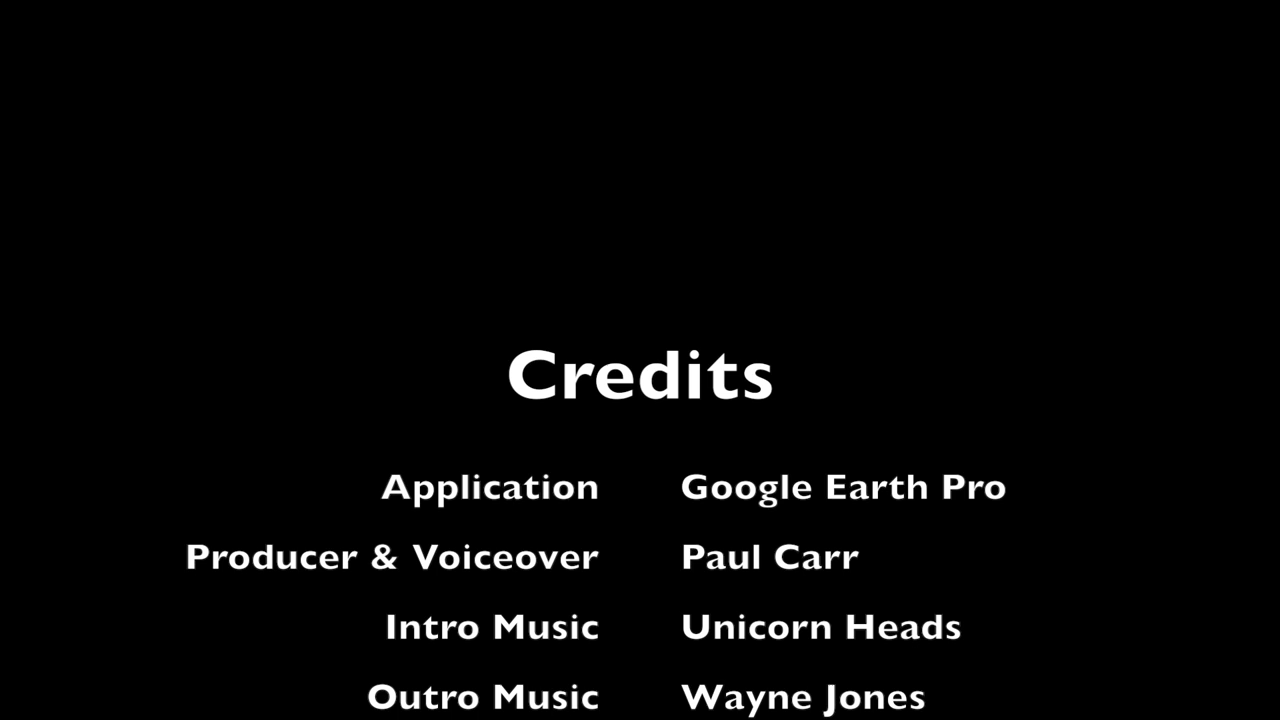 Credits
Application Google Earth Pro
Producer & Voiceover Paul Carr
Intro Music Unicorn Heads
Outro Music Wayne Jones